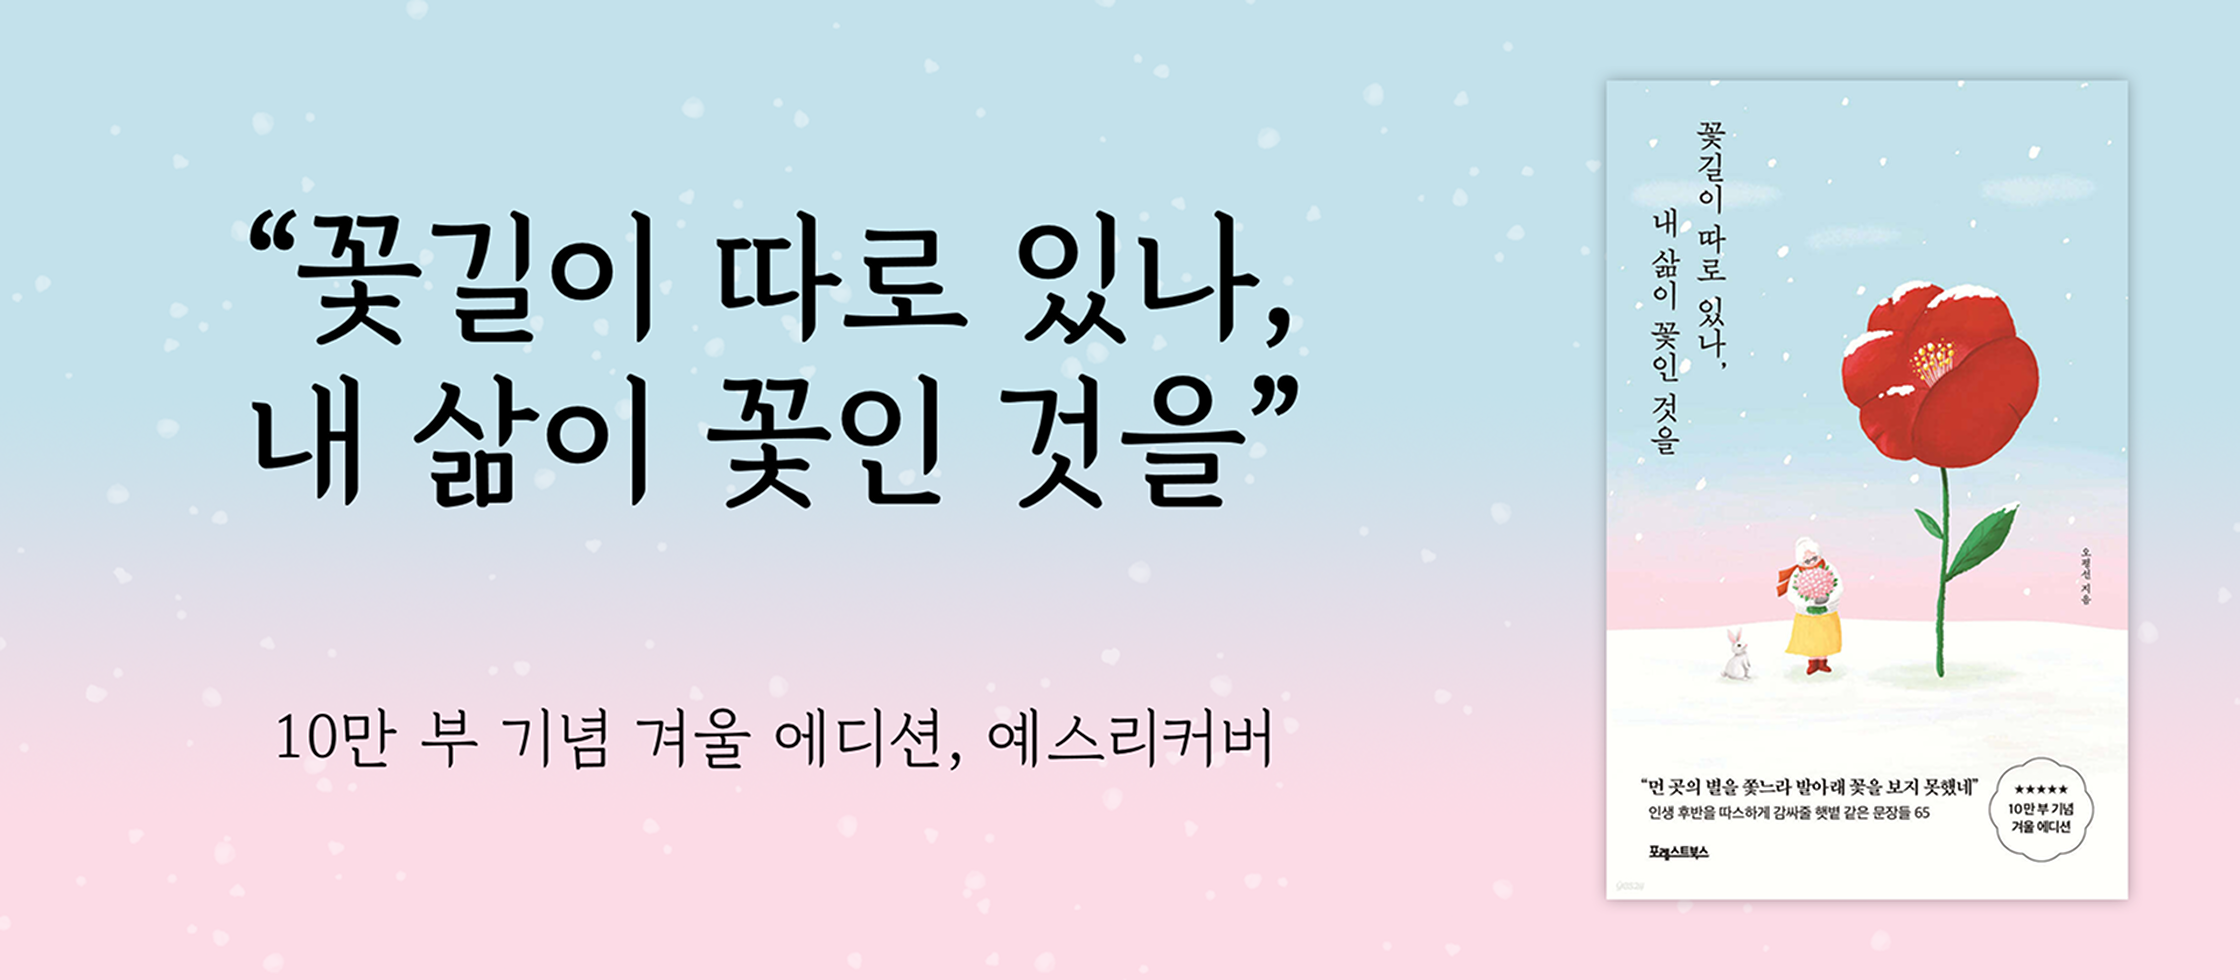 “꽃길이 따로 있나,
내 삶이 꽃인 것을”
10만 부 기념 겨울 에디션, 예스리커버
꽃길이 따로 있나,
내 삶이 꽃인 것을
오평선 지음
“먼 곳의 별을 쫓느라 발아래 꽃을 보지 못했네”
인생 후반을 따스하게 감싸줄 햇볕 같은 문장들 65
포레스트북스
★★★★★
10만 부 기념
겨울 에디션